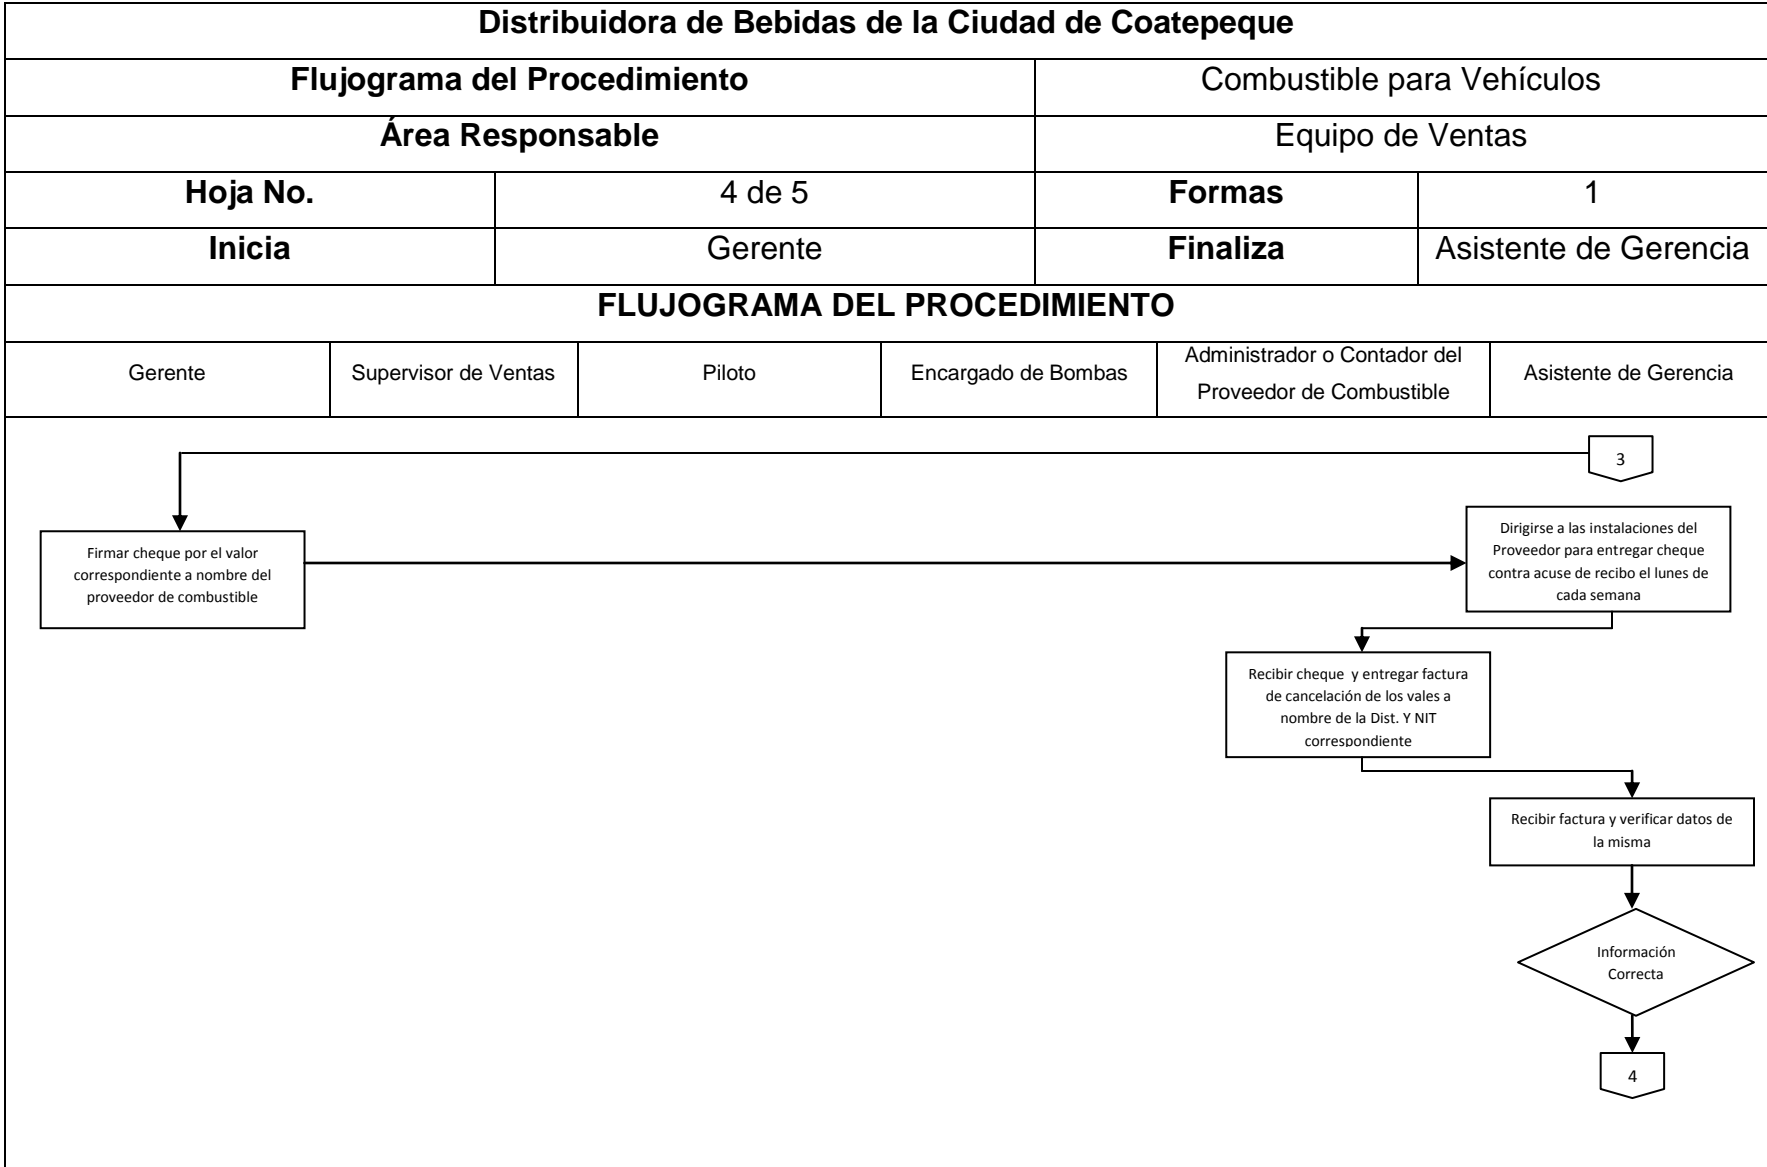 Distribuidora de Bebidas de la Ciudad de Coatepeque
Flujograma del Procedimiento
Combustible para Vehículos
Área Responsable
Equipo de Ventas
Hoja No.
4 de 5
Formas
1
Inicia
Gerente
Finaliza
Asistente de Gerencia
FLUJOGRAMA DEL PROCEDIMIENTO
Gerente
Supervisor de Ventas
Piloto
Encargado de Bombas
Administrador o Contador del
Proveedor de Combustible
Asistente de Gerencia
3
Firmar cheque por el valor
correspondiente a nombre del
proveedor de combustible
Dirigirse a las instalaciones del
Proveedor para entregar cheque
contra acuse de recibo el lunes de
cada semana
Recibir cheque y entregar factura
de cancelación de los vales a
nombre de la Dist. Y NIT
correspondiente
Recibir factura y verificar datos de
la misma
Información
Correcta
4